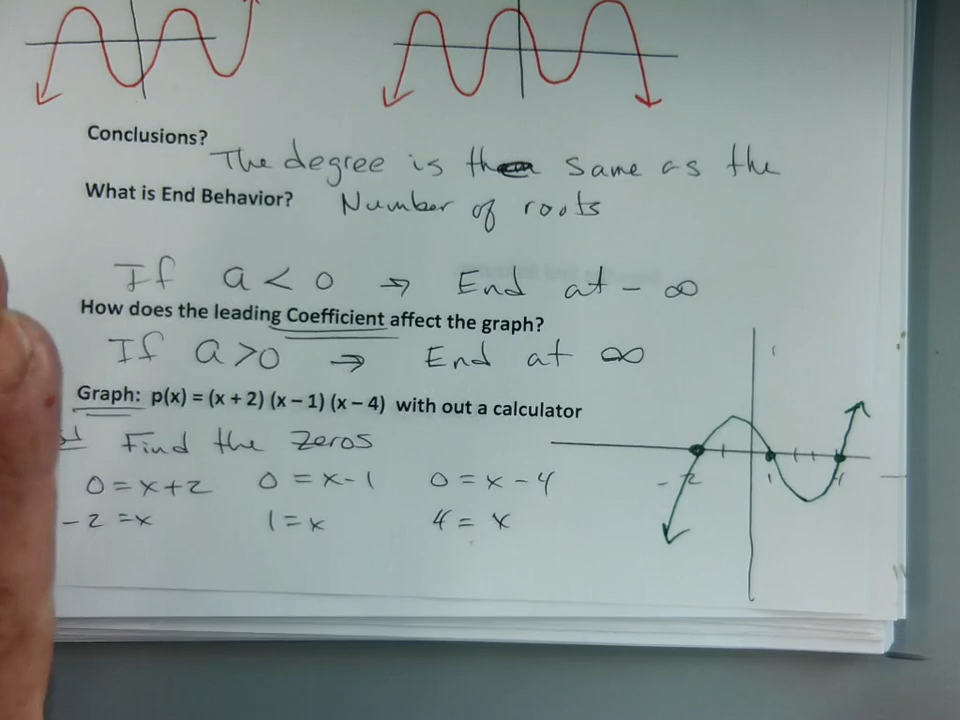 Conclusions?
The degree is the same as the
What is End Behavior? Number of roots
If a < 0 → End at - ∞
How does the leading Coefficient affect the graph?
If a > 0 → End at ∞
Graph: p(x) = (x + 2) (x – 1) (x – 4) with out a calculator
Find the zeros
0 = x + 2 0 = x - 1 0 = x - 4
- 2 = x 1 = x 4 = x
- 2 1 4